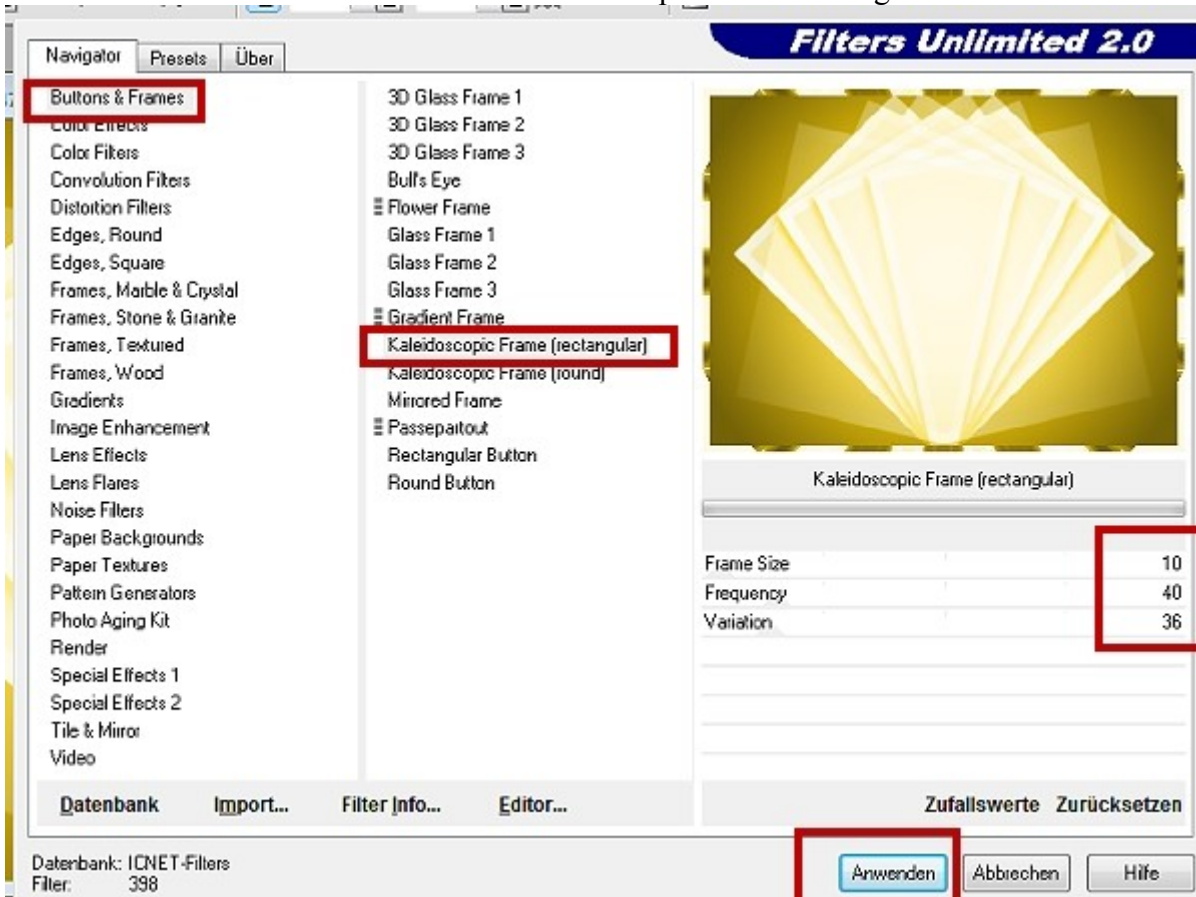 Filters Unlimited 2.0
Navigator Presets Über
Buttons & Frames
Color Effects
Color Filters
Convolution Filters
Distortion Filters
Edges, Round
Edges, Square
Frames, Marble & Crystal
Frames, Stone & Granite
Frames, Textured
Frames, Wood
Gradients
Image Enhancement
Lens Effects
Lens Flares
Noise Filters
Paper Backgrounds
Paper Textures
Pattern Generators
Photo Aging Kit
Render
Special Effects 1
Special Effects 2
Tile & Mirror
Video
3D Glass Frame 1
3D Glass Frame 2
3D Glass Frame 3
Bull's Eye
Flower Frame
Glass Frame 1
Glass Frame 2
Glass Frame 3
Gradient Frame
Kaleidoscopic Frame (rectangular)
Kaleidoscopic Frame (round)
Mirrored Frame
Passepartout
Rectangular Button
Round Button
Kaleidoscopic Frame (rectangular)
Frame Size 10
Frequency 40
Variation 36
Datenbank Import... Filter Info... Editor... Zufallswerte Zurücksetzen
Datenbank: ICNET-Filters
Filter: 398
Anwenden Abbrechen Hilfe